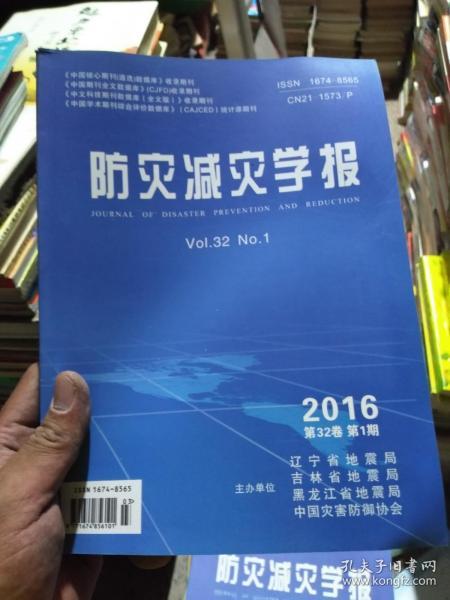 《中国核心期刊(遴选)数据库》收录期刊
《中国期刊全文数据库》(CJFD)收录期刊
《中文科技期刊数据库(全文版)》收录期刊
《中国学术期刊综合评价数据库》(CAJCED)统计源期刊
ISSN 1674-8565
CN21 1573/P
防灾减灾学报
JOURNAL OF DISASTER PREVENTION AND REDUCTION
Vol.32 No.1
2016
第32卷 第1期
主办单位
辽宁省地震局
吉林省地震局
黑龙江省地震局
中国灾害防御协会
ISSN 1674-8565
03>
9 771674 856101
防灾减灾学报
孔夫子旧书网
kongfz.com